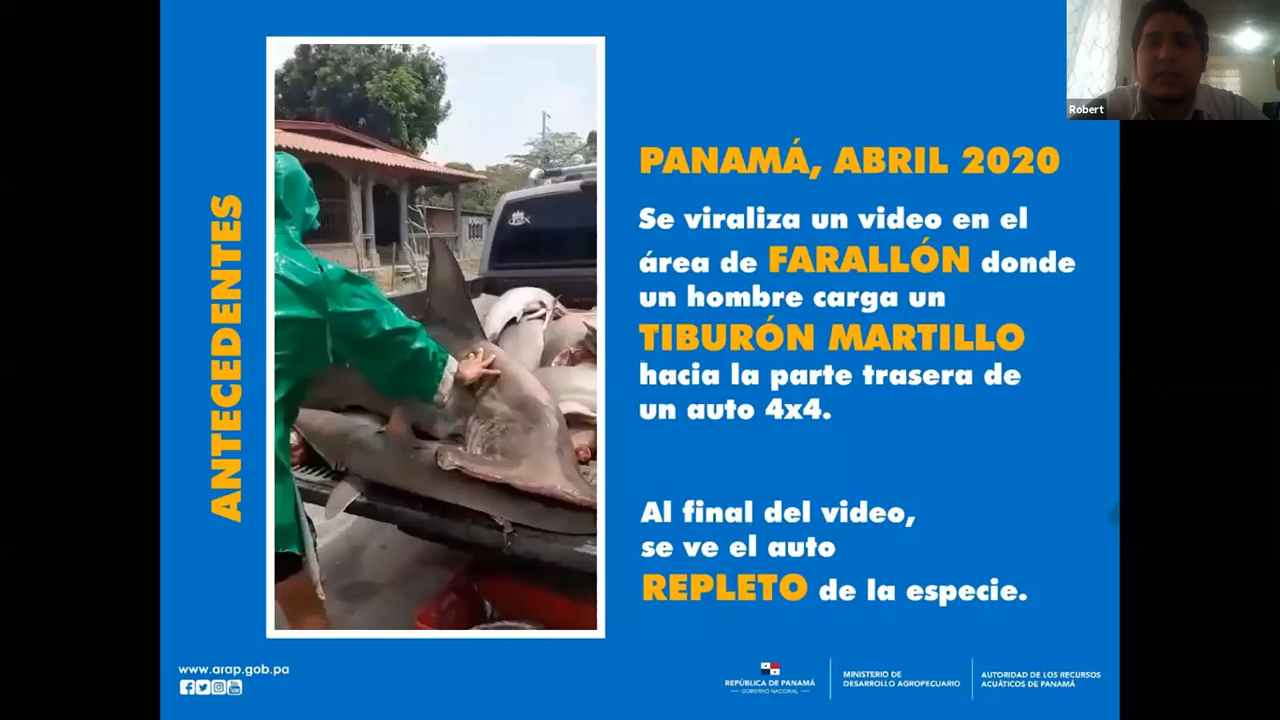 Robert
ANTECEDENTES
PANAMÁ, ABRIL 2020
Se viraliza un video en el
área de FARALLÓN donde
un hombre carga un
TIBURÓN MARTILLO
hacia la parte trasera de
un auto 4x4.
Al final del video,
se ve el auto
REPLETO de la especie.
www.arap.gob.pa
REPÚBLICA DE PANAMÁ
— GOBIERNO NACIONAL —
MINISTERIO DE
DESARROLLO AGROPECUARIO
AUTORIDAD DE LOS RECURSOS
ACUÁTICOS DE PANAMÁ